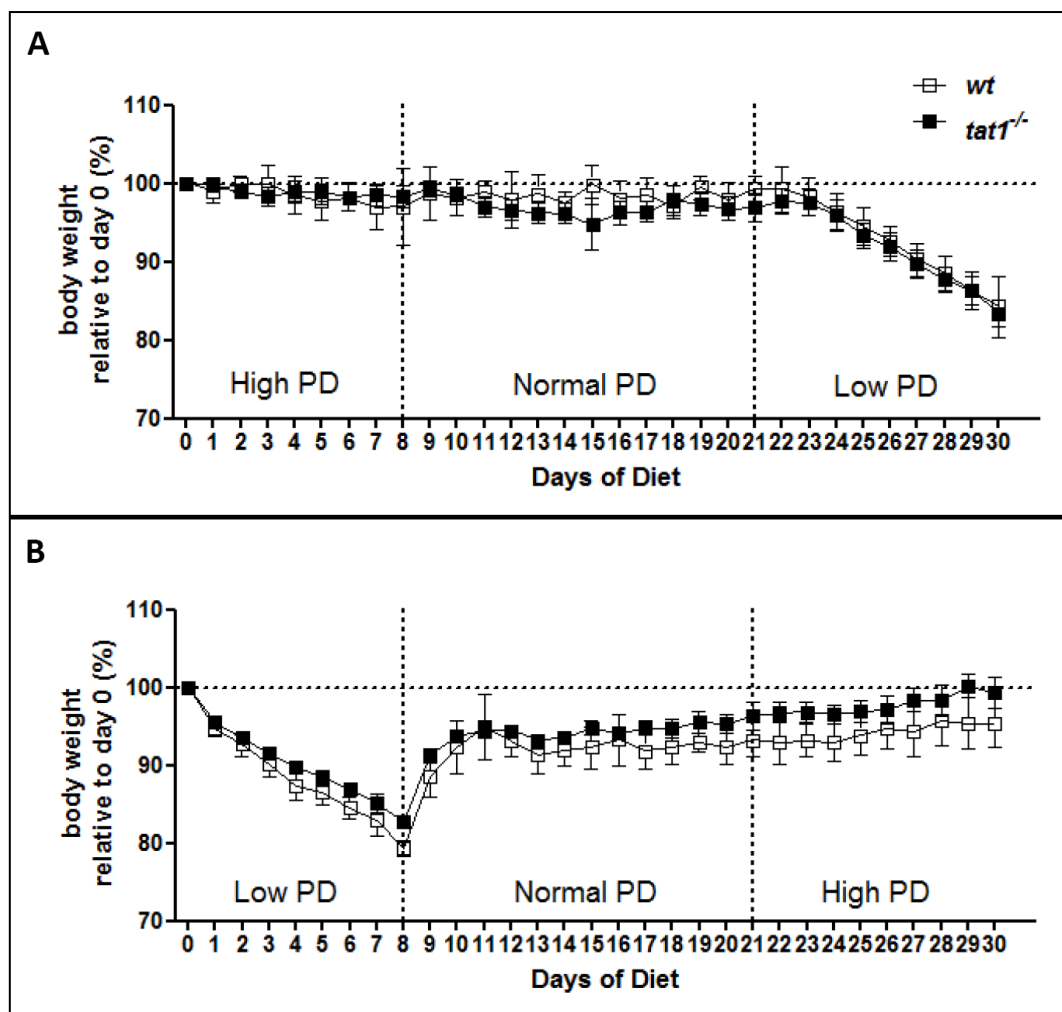 A
wt
tat1-/-
body weight
relative to day 0 (%)
110
100
90
80
70
High PD Normal PD Low PD
0 1 2 3 4 5 6 7 8 9 10 11 12 13 14 15 16 17 18 19 20 21 22 23 24 25 26 27 28 29 30
Days of Diet
B
body weight
relative to day 0 (%)
110
100
90
80
70
Low PD Normal PD High PD
0 1 2 3 4 5 6 7 8 9 10 11 12 13 14 15 16 17 18 19 20 21 22 23 24 25 26 27 28 29 30
Days of Diet